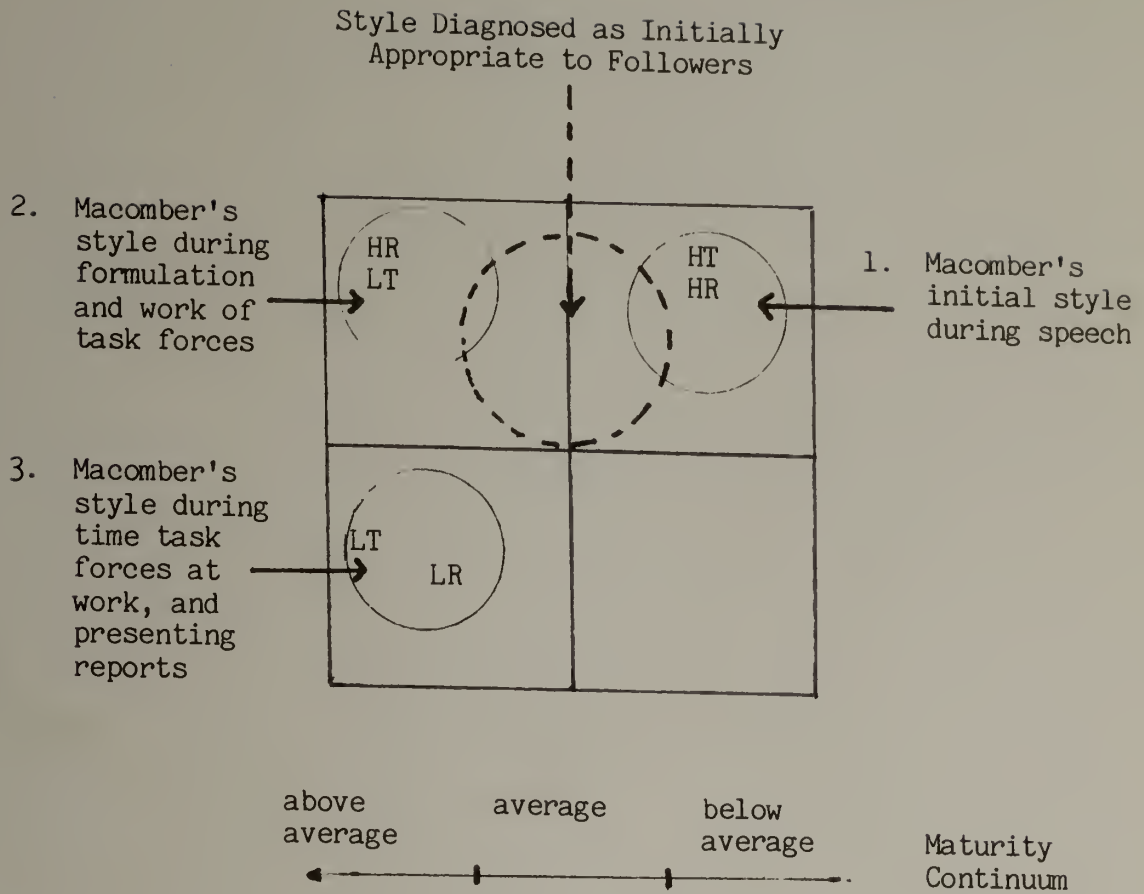 Style Diagnosed as Initially
Appropriate to Followers
2. Macomber's
style during
formulation
and work of
task forces
HR
LT
HT
HR
1. Macomber's
initial style
during speech
3. Macomber's
style during
time task
forces at
work, and
presenting
reports
LT
LR
above
average
average
below
average
Maturity
Continuum